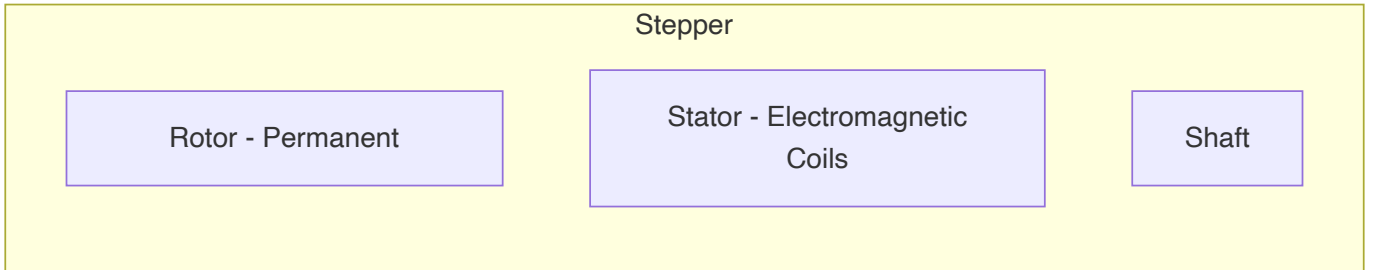 Stepper
Rotor - Permanent
Stator - Electromagnetic
Coils
Shaft